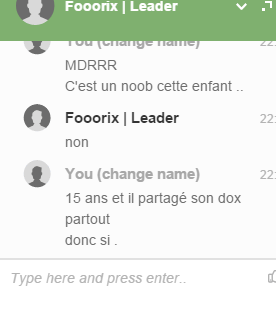 Fooorix | Leader
You (change name) 22:
MDRRR
C'est un noob cette enfant ..
Fooorix | Leader 22:
non
You (change name) 22:
15 ans et il partagé son dox
partout
donc si .
Type here and press enter..